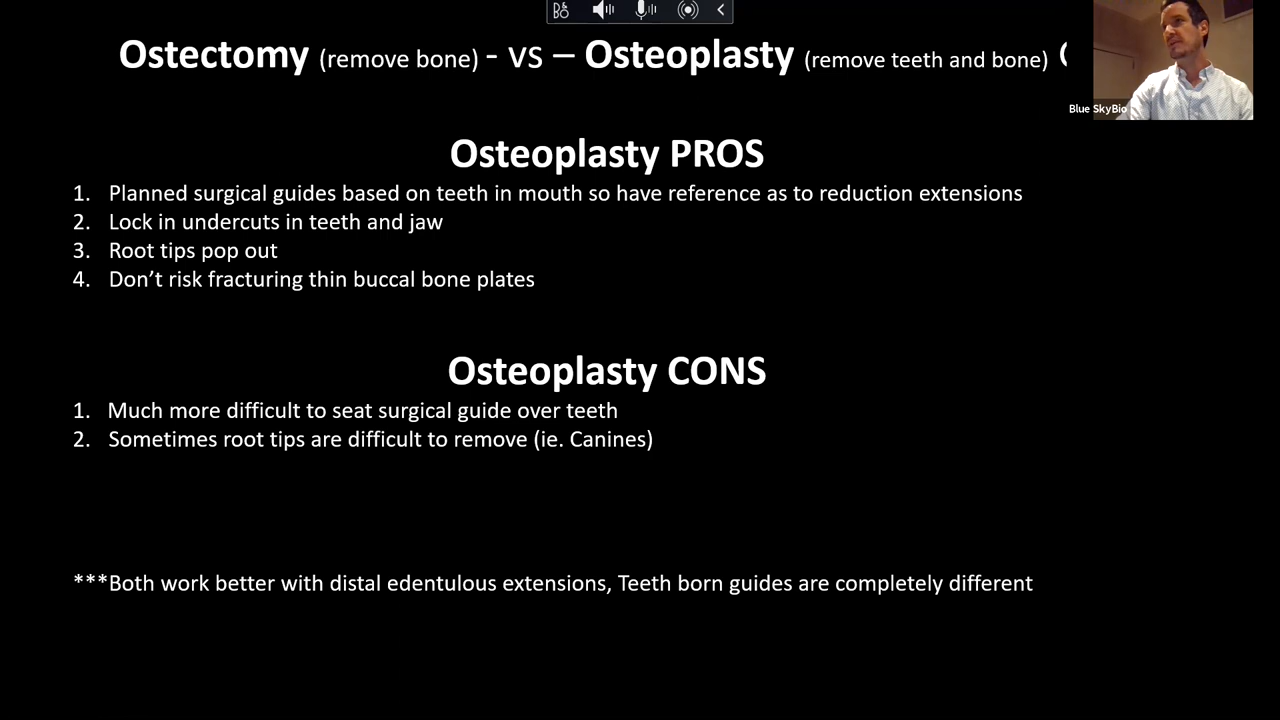 Ostectomy (remove bone) - vs – Osteoplasty (remove teeth and bone)
Blue SkyBio
Osteoplasty PROS
1. Planned surgical guides based on teeth in mouth so have reference as to reduction extensions
2. Lock in undercuts in teeth and jaw
3. Root tips pop out
4. Don’t risk fracturing thin buccal bone plates
Osteoplasty CONS
1. Much more difficult to seat surgical guide over teeth
2. Sometimes root tips are difficult to remove (ie. Canines)
***Both work better with distal edentulous extensions, Teeth born guides are completely different